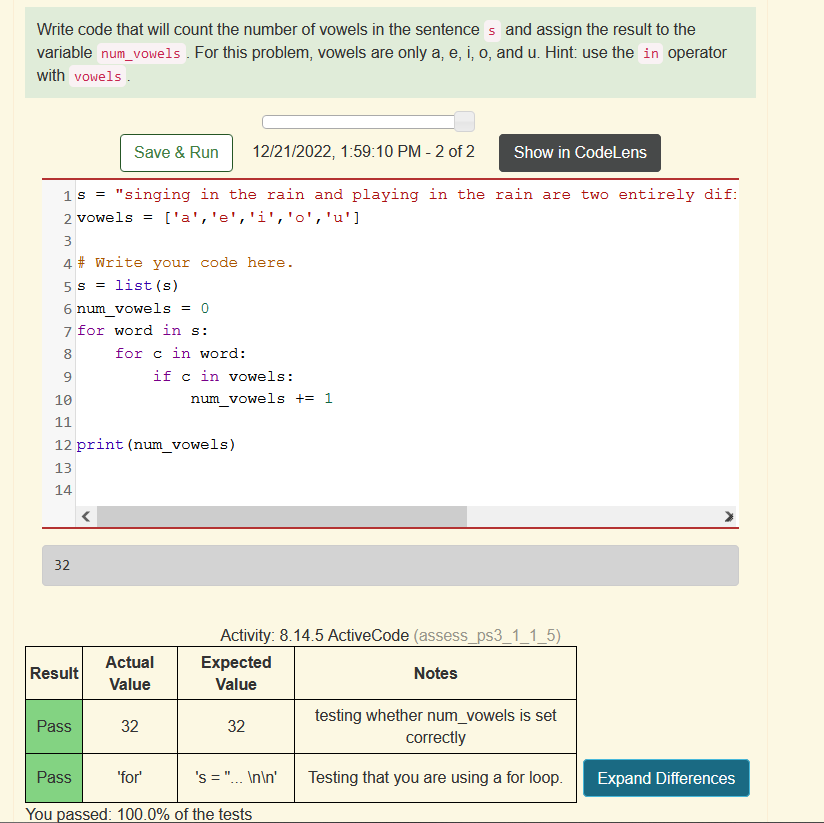 Write code that will count the number of vowels in the sentence s and assign the result to the
variable num_vowels . For this problem, vowels are only a, e, i, o, and u. Hint: use the in operator
with vowels .
Save & Run 12/21/2022, 1:59:10 PM - 2 of 2 Show in CodeLens
1 s = "singing in the rain and playing in the rain are two entirely dif
2 vowels = ['a','e','i','o','u']
3
4 # Write your code here.
5 s = list(s)
6 num_vowels = 0
7 for word in s:
8 for c in word:
9 if c in vowels:
10 num_vowels += 1
11
12 print(num_vowels)
13
14
32
Activity: 8.14.5 ActiveCode (assess_ps3_1_1_5)
Result Actual Value Expected Value Notes
Pass 32 32 testing whether num_vowels is set
correctly
Pass 'for' 's = "... \n\n' Testing that you are using a for loop.
Expand Differences
You passed: 100.0% of the tests